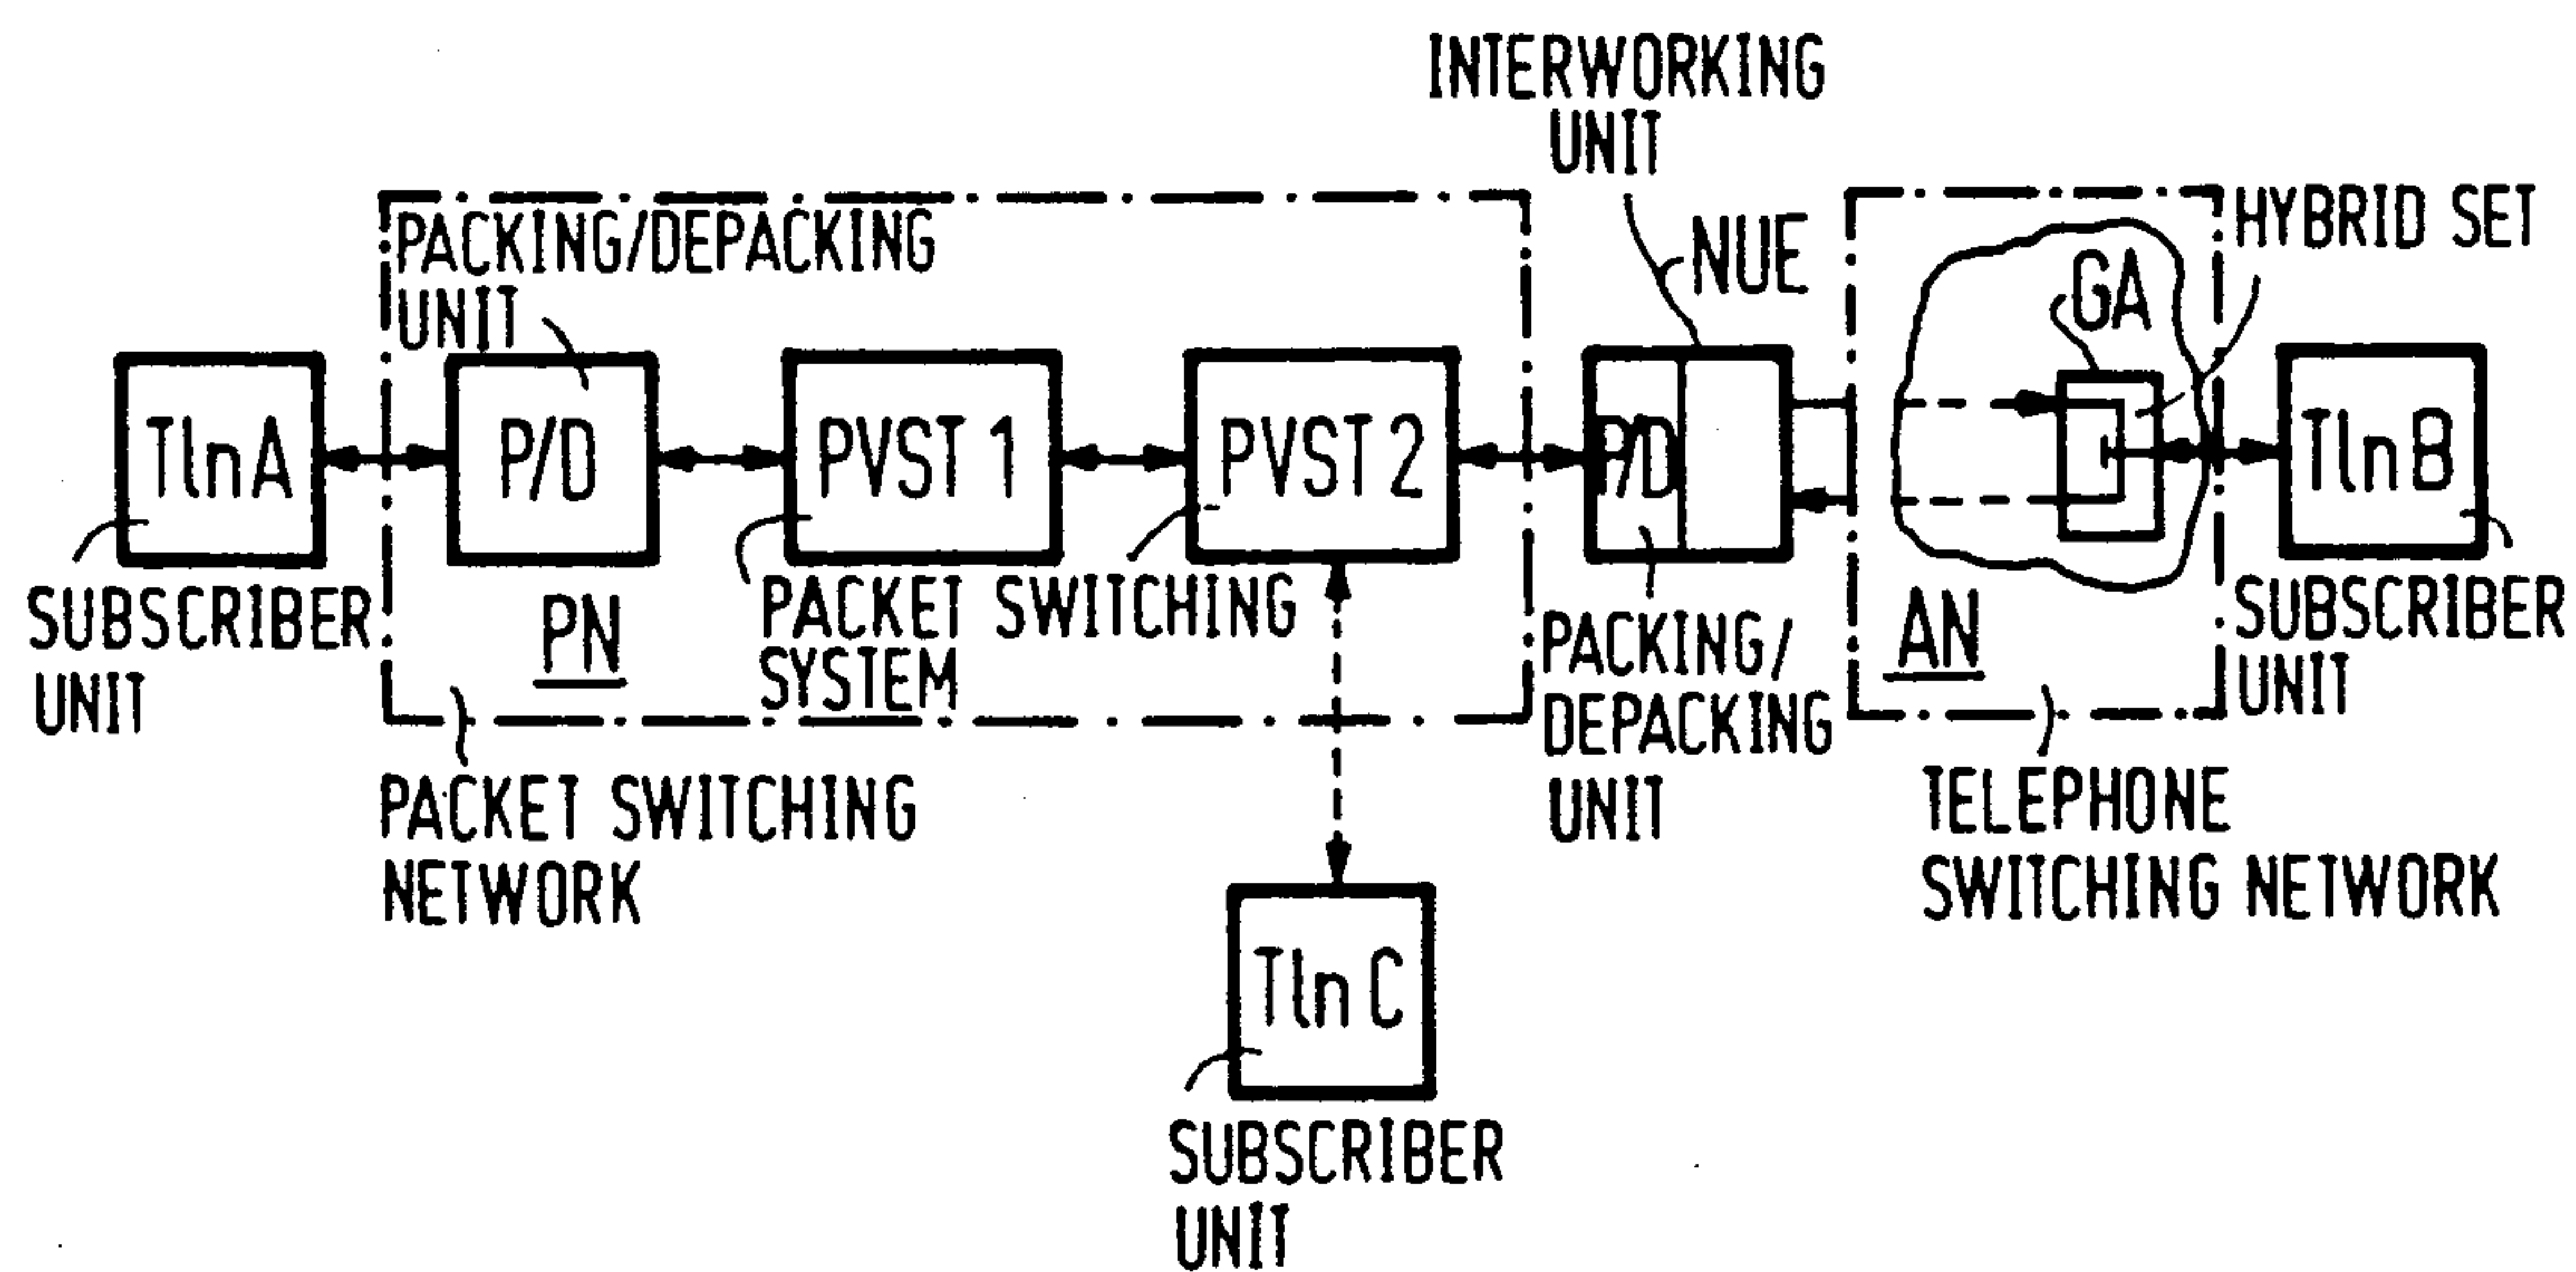 INTERWORKING
UNIT
NUE
HYBRID SET
GA
PACKING/DEPACKING
UNIT
TlnA
P/D
PVST 1
PVST 2
P/D
TlnB
SUBSCRIBER
UNIT
PN
PACKET SWITCHING
SYSTEM
PACKING/
DEPACKING
UNIT
AN
SUBSCRIBER
UNIT
PACKET SWITCHING
NETWORK
TELEPHONE
SWITCHING NETWORK
Tln C
SUBSCRIBER
UNIT